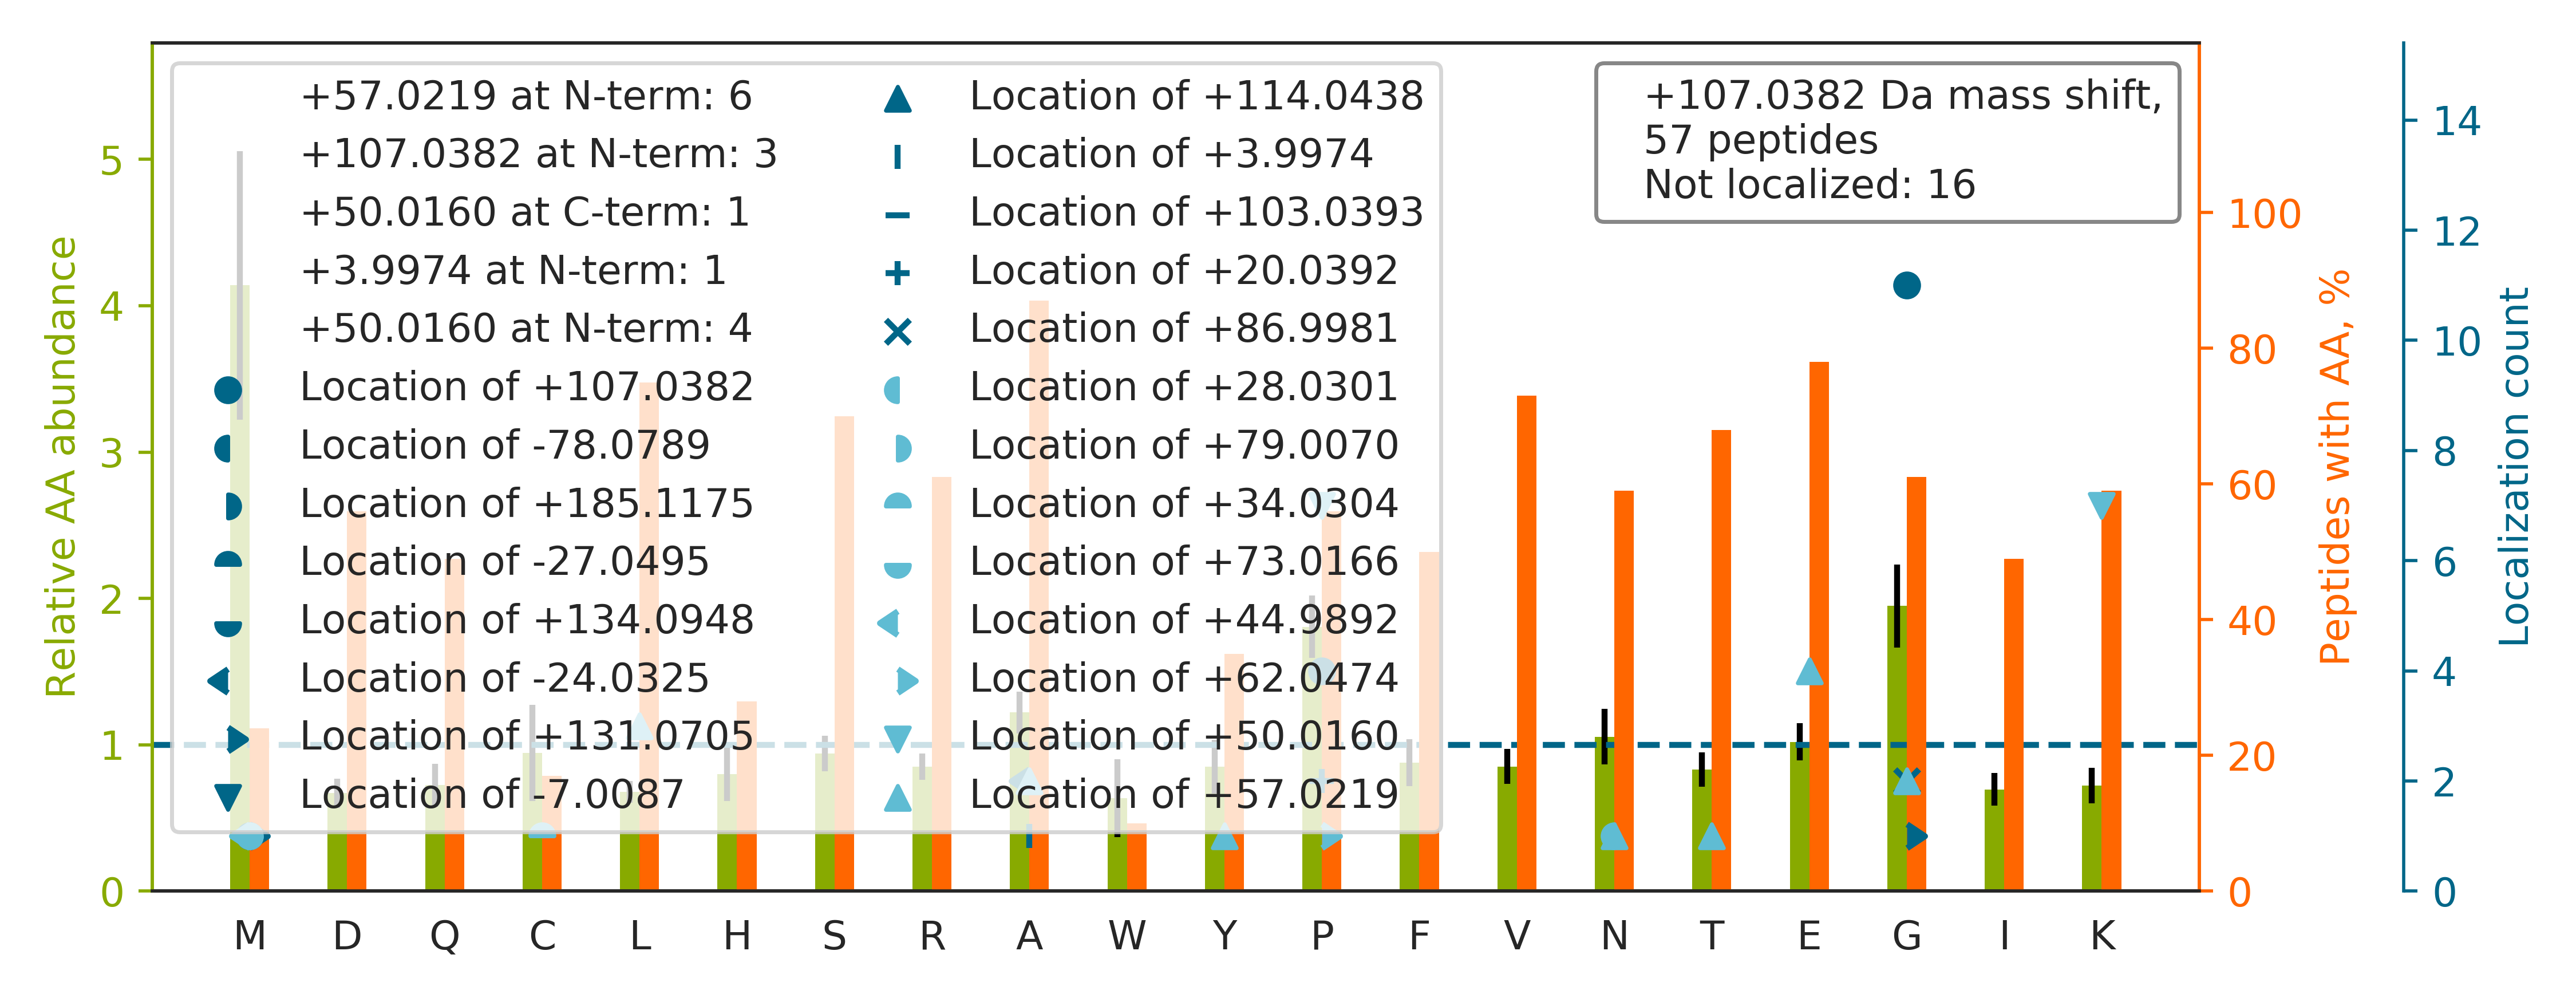 +57.0219 at N-term: 6
+107.0382 at N-term: 3
+50.0160 at C-term: 1
+3.9974 at N-term: 1
+50.0160 at N-term: 4
Location of +107.0382
Location of -78.0789
Location of +185.1175
Location of -27.0495
Location of +134.0948
Location of -24.0325
Location of +131.0705
Location of -7.0087
Location of +114.0438
Location of +3.9974
Location of +103.0393
Location of +20.0392
Location of +86.9981
Location of +28.0301
Location of +79.0070
Location of +34.0304
Location of +73.0166
Location of +44.9892
Location of +62.0474
Location of +50.0160
Location of +57.0219
+107.0382 Da mass shift,
57 peptides
Not localized: 16
Relative AA abundance
5
4
3
2
1
0
M D Q C L H S R A W Y P F V N T E G I K
100
80
60
40
20
0
Peptides with AA, %
14
12
10
8
6
4
2
0
Localization count